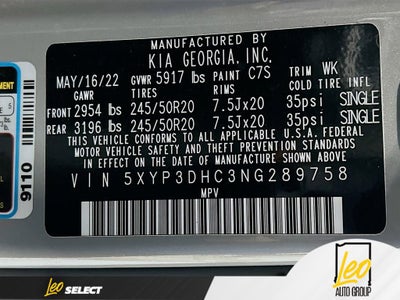 MANUFACTURED BY
KIA GEORGIA, INC.
MAY/16/22 GVWR 5917 lbs PAINT C7S TRIM WK
GAWR TIRES RIMS COLD TIRE INFL
FRONT 2954 lbs 245/50R20 7.5Jx20 35psi SINGLE
REAR 3196 lbs 245/50R20 7.5Jx20 35psi SINGLE
THIS VEHICLE CONFORMS TO ALL APPLICABLE U.S.A. FEDERAL
MOTOR VEHICLE SAFETY AND THEFT PREVENTION STANDARDS
IN EFFECT ON THE DATE OF MANUFACTURE SHOWN ABOVE
VIN 5XYP3DHC3NG289758
MPV
5
9110
Leo SELECT
Leo
AUTO GROUP